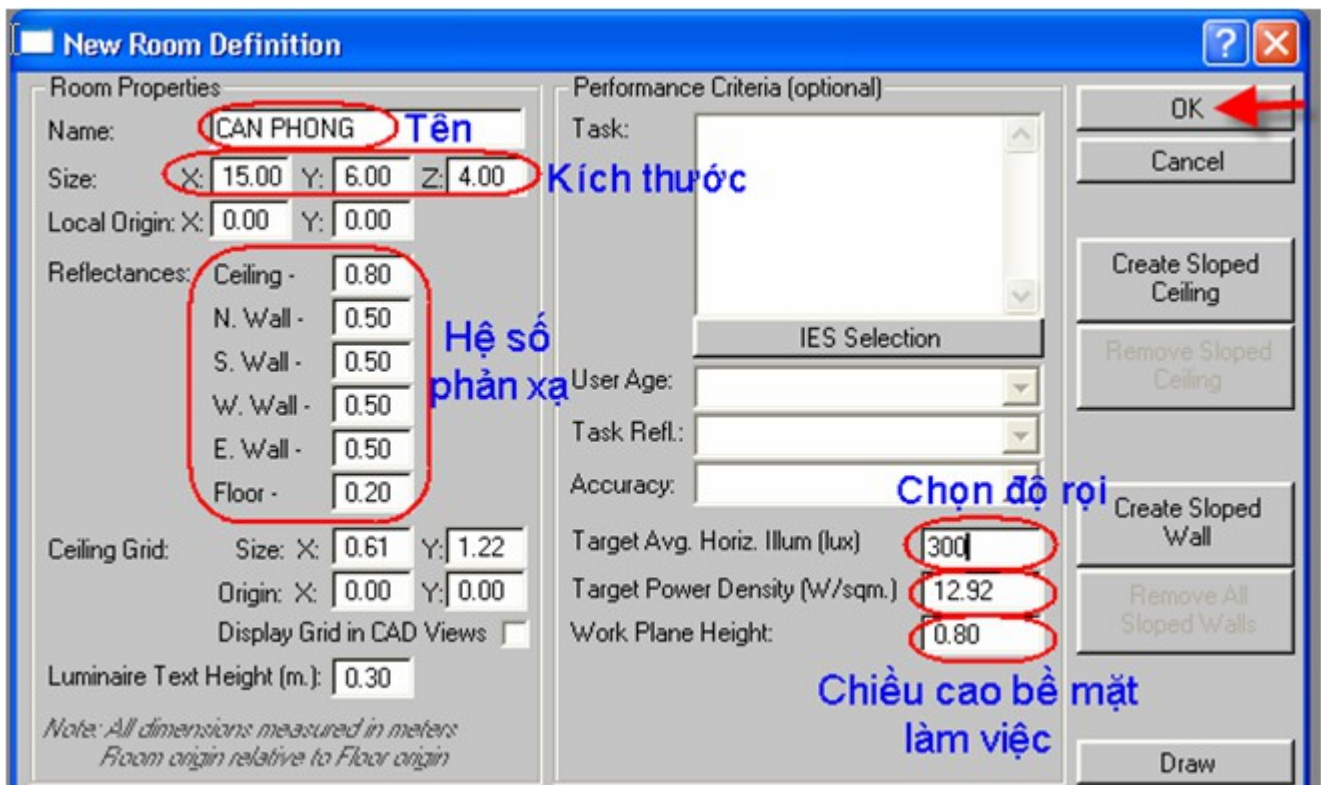 New Room Definition
Room Properties
Name: CAN PHONG Tên
Size: X: 15.00 Y: 6.00 Z: 4.00 Kích thước
Local Origin: X: 0.00 Y: 0.00
Reflectances: Ceiling - 0.80
N. Wall - 0.50
S. Wall - 0.50
W. Wall - 0.50
E. Wall - 0.50
Floor - 0.20
Hệ số
phản xạ
Ceiling Grid: Size: X: 0.61 Y: 1.22
Origin: X: 0.00 Y: 0.00
Display Grid in CAD Views
Luminaire Text Height (m.): 0.30
Note: All dimensions measured in meters
Room origin relative to Floor origin
Performance Criteria (optional)
Task:
IES Selection
User Age:
Task Refl.:
Accuracy:
Chọn độ rọi
Target Avg. Horiz. Illum (lux) 300
Target Power Density (W/sqm.) 12.92
Work Plane Height: 0.80
Chiều cao bề mặt
làm việc
OK
Cancel
Create Sloped
Ceiling
Remove Sloped
Ceiling
Create Sloped
Wall
Remove All
Sloped Walls
Draw